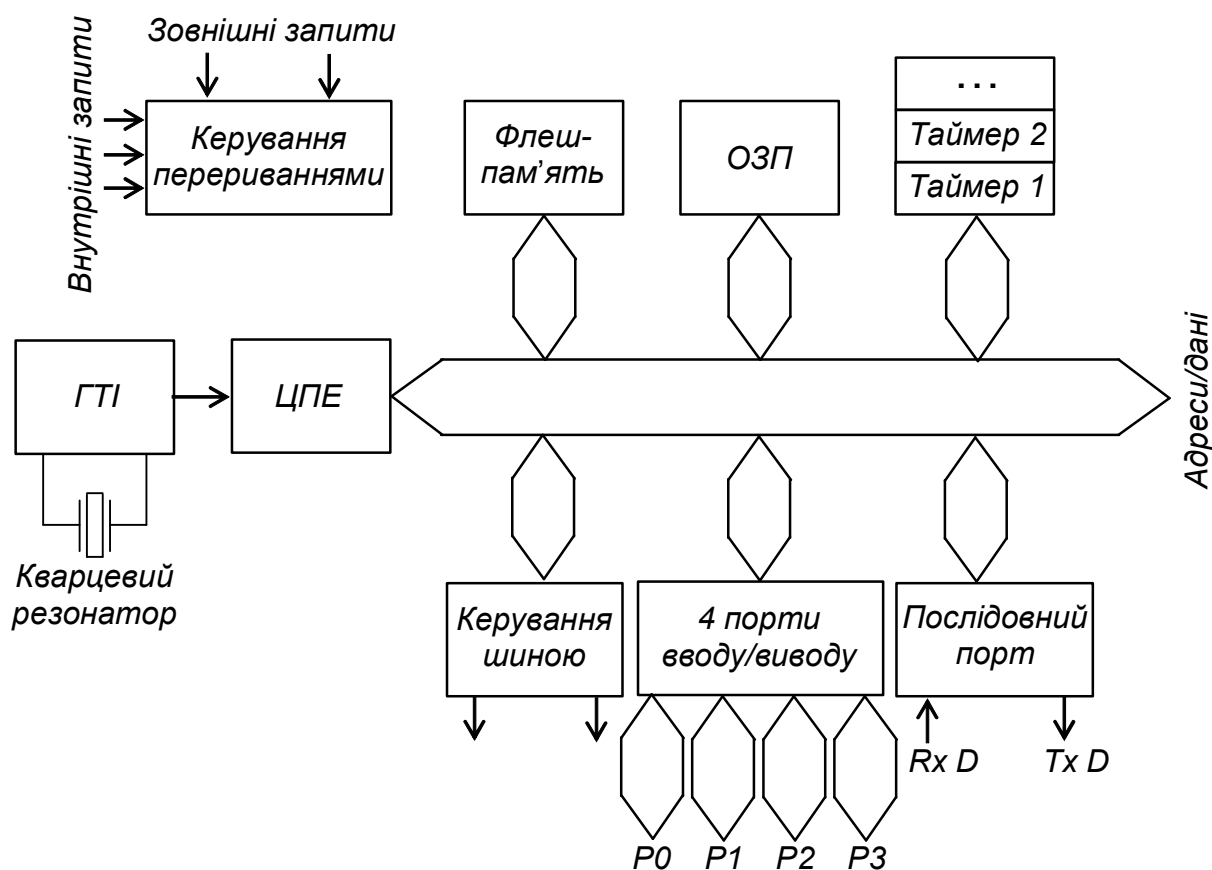 Зовнішні запити
Внутрішні запити
Керування
перериваннями
Флеш-
пам’ять
ОЗП
...
Таймер 2
Таймер 1
ГТІ
ЦПЕ
Адреси/дані
Кварцевий
резонатор
Керування
шиною
4 порти
вводу/виводу
Послідовний
порт
Rx D
Tx D
P0
P1
P2
P3